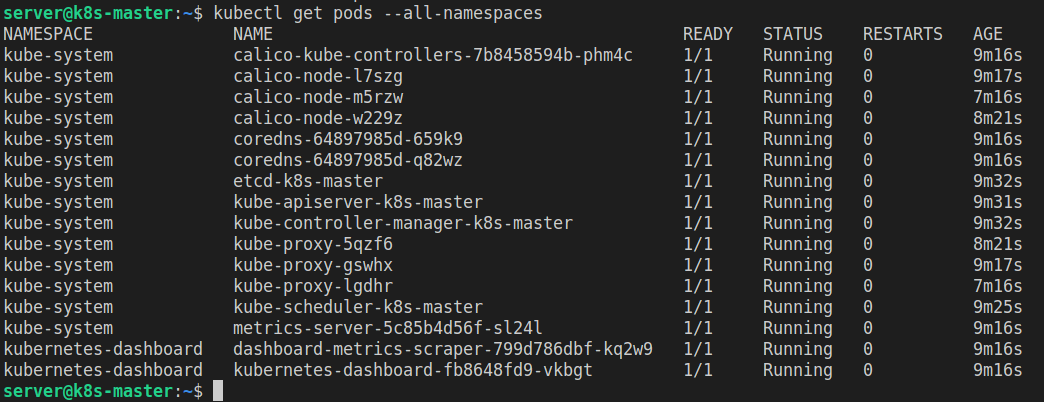 server@k8s-master:~$ kubectl get pods --all-namespaces
NAMESPACE              NAME                                         READY   STATUS    RESTARTS   AGE
kube-system            calico-kube-controllers-7b8458594b-phm4c     1/1     Running   0          9m16s
kube-system            calico-node-l7szg                            1/1     Running   0          9m17s
kube-system            calico-node-m5rzw                            1/1     Running   0          7m16s
kube-system            calico-node-w229z                            1/1     Running   0          8m21s
kube-system            coredns-64897985d-659k9                      1/1     Running   0          9m16s
kube-system            coredns-64897985d-q82wz                      1/1     Running   0          9m16s
kube-system            etcd-k8s-master                              1/1     Running   0          9m32s
kube-system            kube-apiserver-k8s-master                    1/1     Running   0          9m31s
kube-system            kube-controller-manager-k8s-master           1/1     Running   0          9m32s
kube-system            kube-proxy-5qzf6                             1/1     Running   0          8m21s
kube-system            kube-proxy-gswhx                             1/1     Running   0          9m17s
kube-system            kube-proxy-lgdhr                             1/1     Running   0          7m16s
kube-system            kube-scheduler-k8s-master                    1/1     Running   0          9m25s
kube-system            metrics-server-5c85b4d56f-sl24l              1/1     Running   0          9m16s
kubernetes-dashboard   dashboard-metrics-scraper-799d786dbf-kq2w9   1/1     Running   0          9m16s
kubernetes-dashboard   kubernetes-dashboard-fb8648fd9-vkbgt         1/1     Running   0          9m16s
server@k8s-master:~$